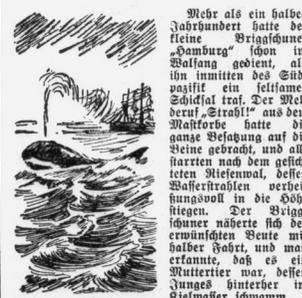 Mehr als ein halbe
Jahrhundert hatte de
kleine Briggschune
„Hamburg“ schon in
Walfang gedient, al
ihn inmitten des Süd
pazifik ein seltsame
Schicksal traf. Der Mel
deruf „Strahl!“ aus den
Mastkorbe hatte di
ganze Besatzung auf di
Beine gebracht, und all
starrten nach dem gesich
teten Riesenwal, desse
Wasserstrahlen verhei
ßungsvoll in die Höh
stiegen. Der Brigg
schuner näherte sich de
erwünschten Beute mi
halber Fahrt, und ma
erkannte, daß es ei
Muttertier war, desse
Junges hinterher i
Kielwasser schwamm.